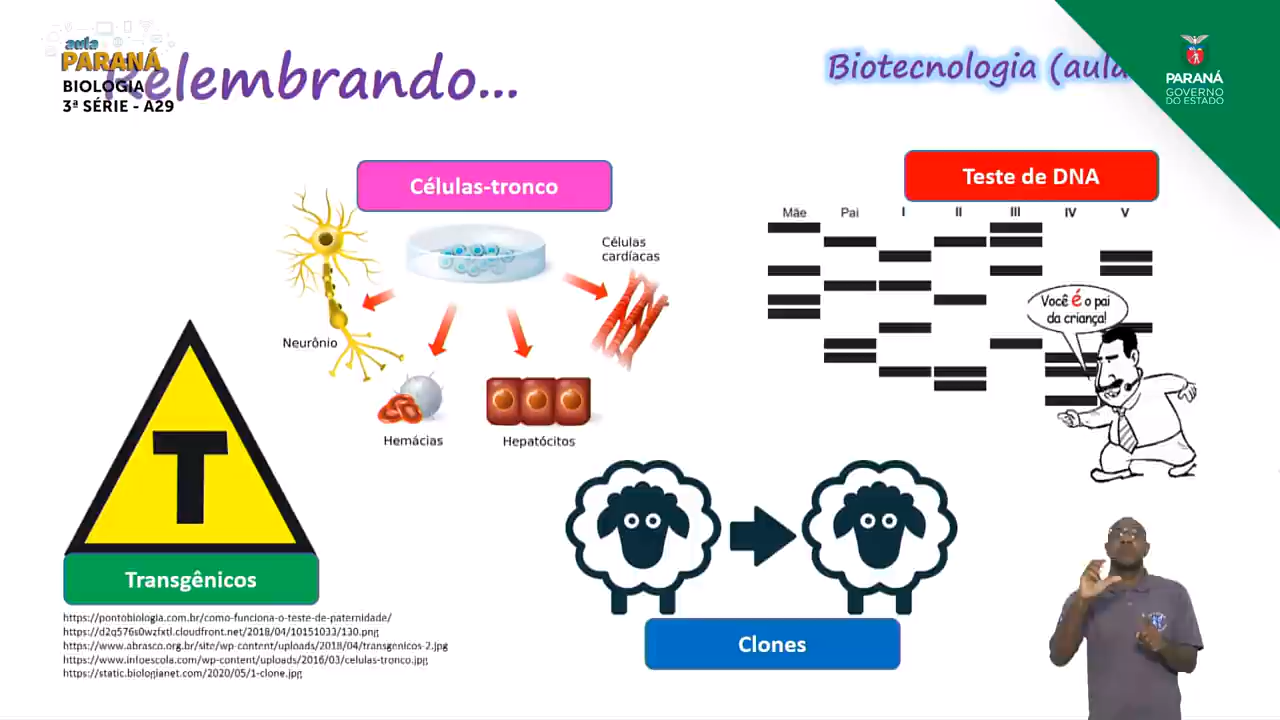 aula
PARANÁ
BIOLOGIA
3ª SÉRIE - A29
Relembrando...
Biotecnologia (aula
PARANÁ
GOVERNO
DO ESTADO
Células-tronco
Neurônio
Células
cardíacas
Hemácias
Hepatócitos
Teste de DNA
Mãe Pai I II III IV V
Você é o pai
da criança!
T
Transgênicos
Clones
https://pontobiologia.com.br/como-funciona-o-teste-de-paternidade/
https://d2q576s0wzfxtl.cloudfront.net/2018/04/10151033/130.png
https://www.abrasco.org.br/site/wp-content/uploads/2018/04/transgenicos-2.jpg
https://www.infoescola.com/wp-content/uploads/2016/03/celulas-tronco.jpg
https://static.biologianet.com/2020/05/1-clone.jpg